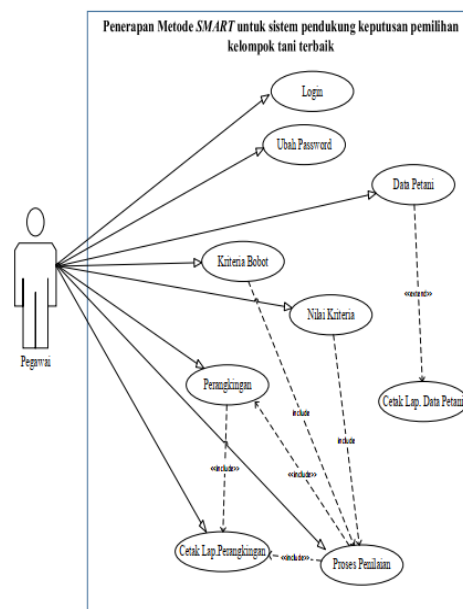 Penerapan Metode SMART untuk sistem pendukung keputusan pemilihan
kelompok tani terbaik
Login
Ubah Password
Data Petani
Kriteria Bobot
Nilai Kriteria
Pegawai
«extend»
Perangkingan
Cetak Lap. Data Petani
include
include
«include»
«include»
Cetak Lap.Perangkingan
«include»
Proses Penilaian